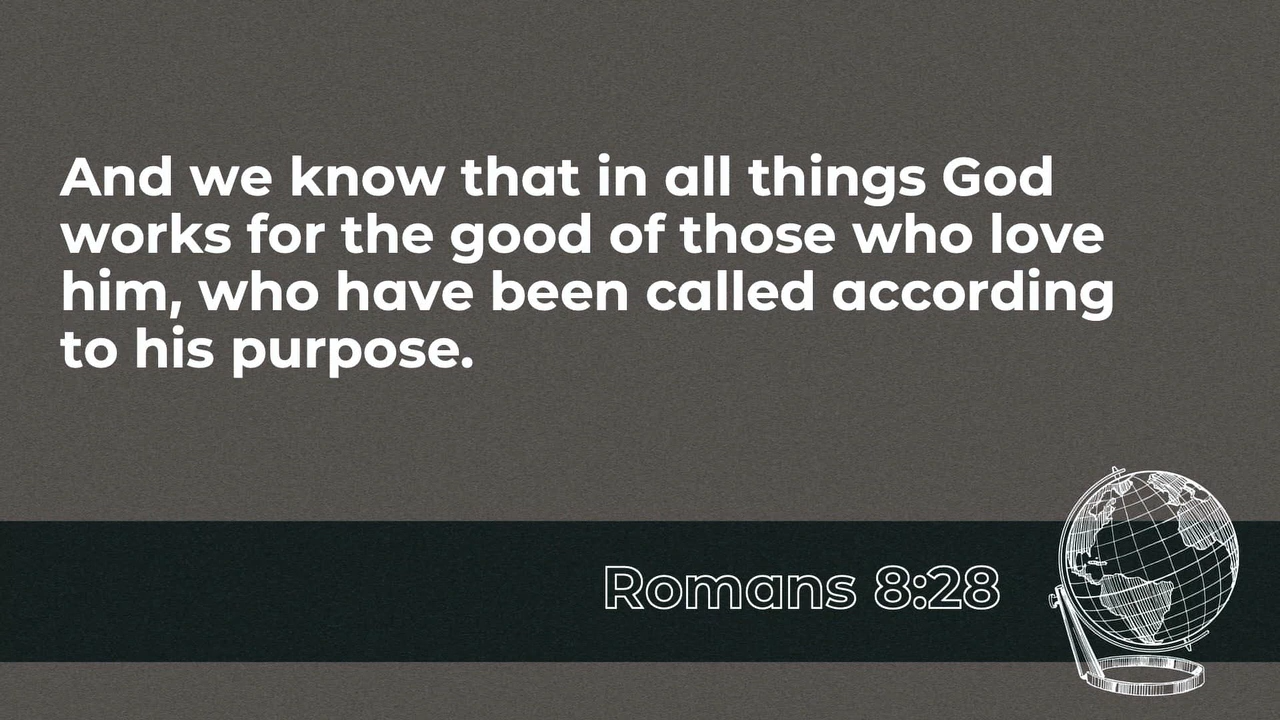 And we know that in all things God
works for the good of those who love
him, who have been called according
to his purpose.
Romans 8:28